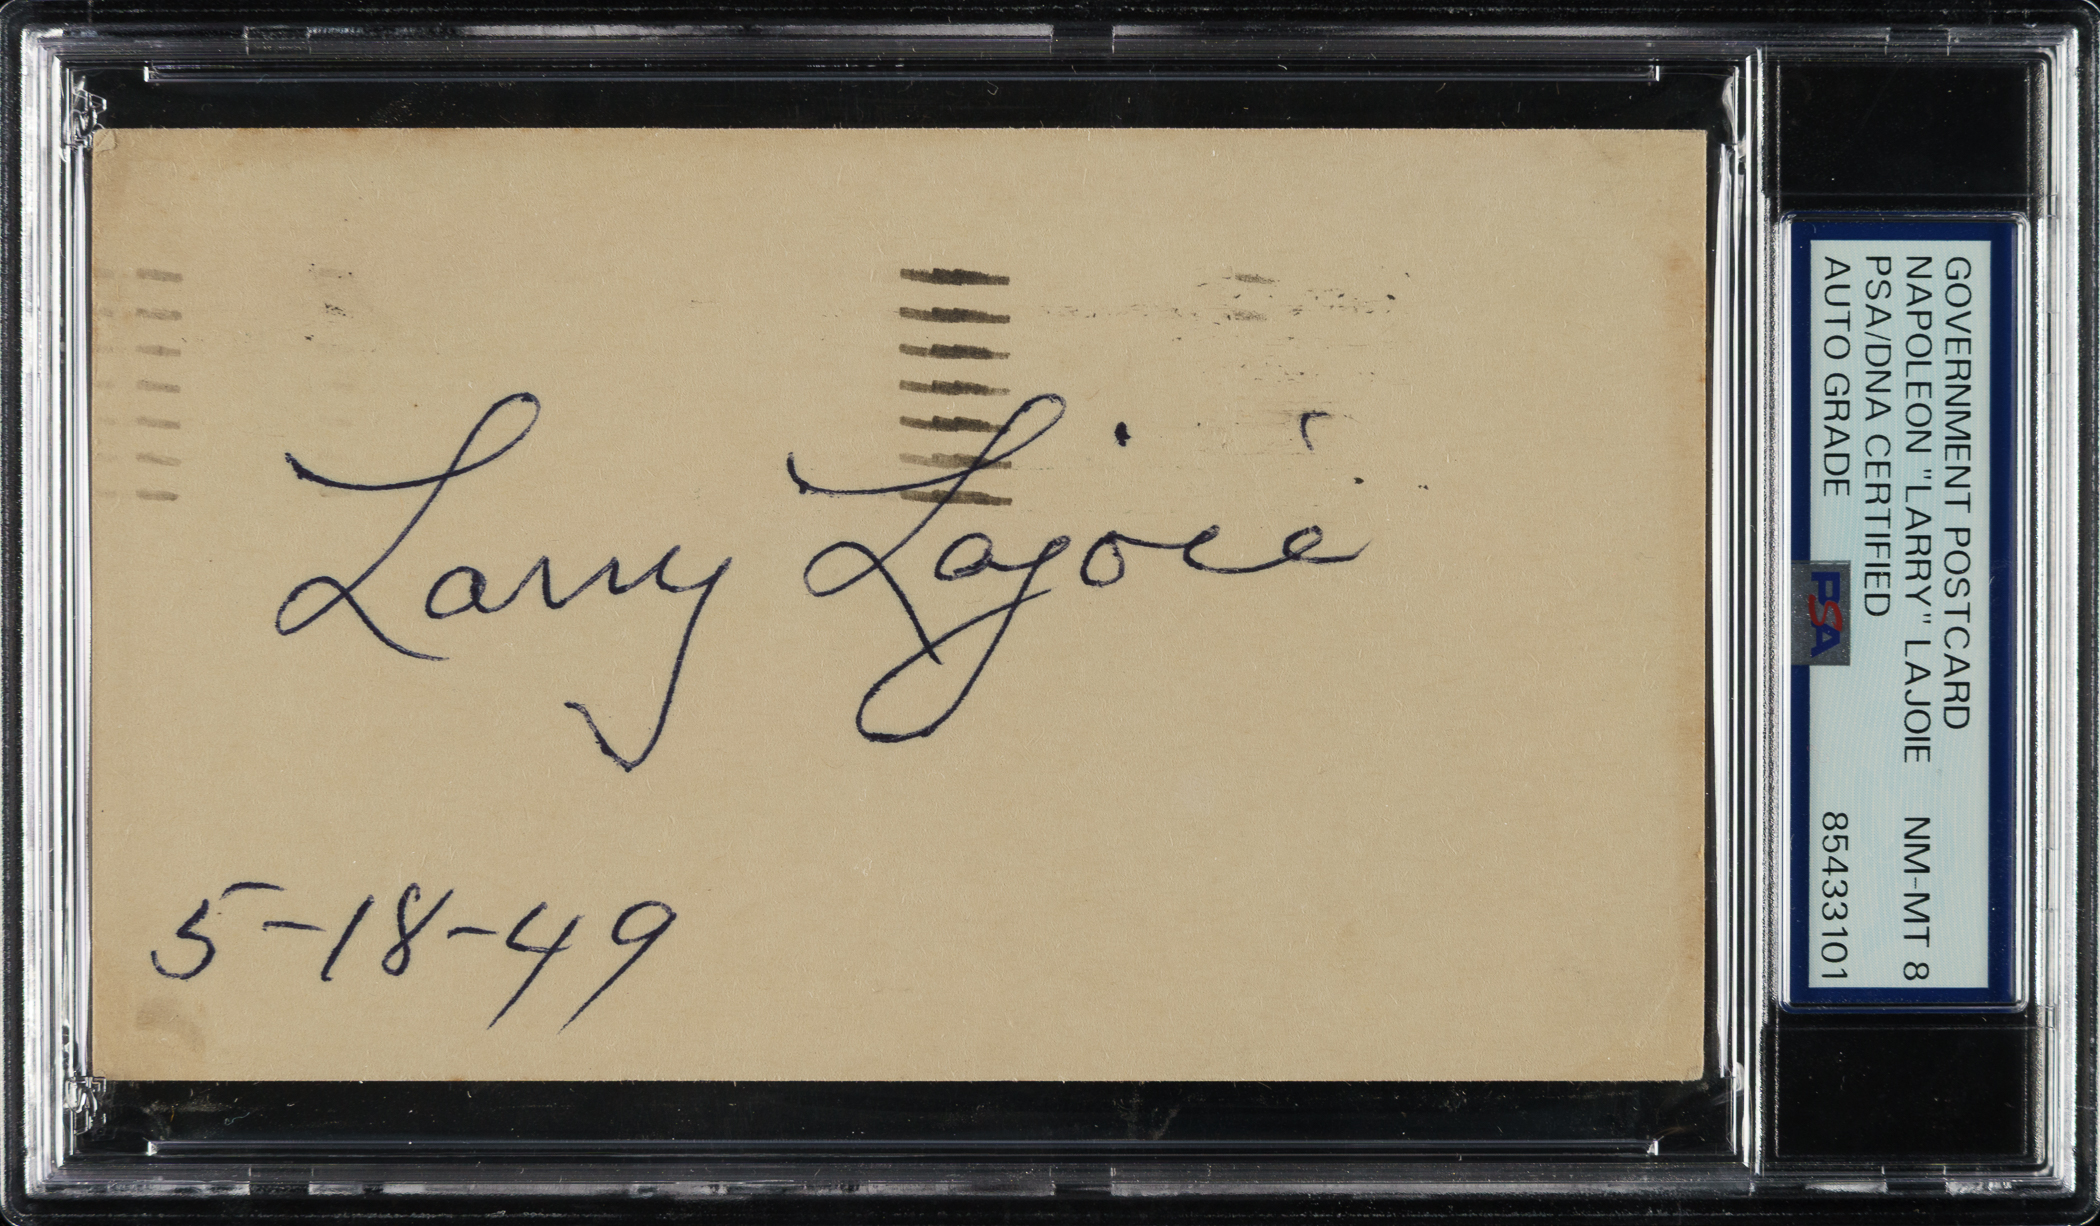 Larry Lajoie
5-18-49
GOVERNMENT POSTCARD
NAPOLEON "LARRY" LAJOIE NM-MT 8
PSA/DNA CERTIFIED
AUTO GRADE 85433101
PSA